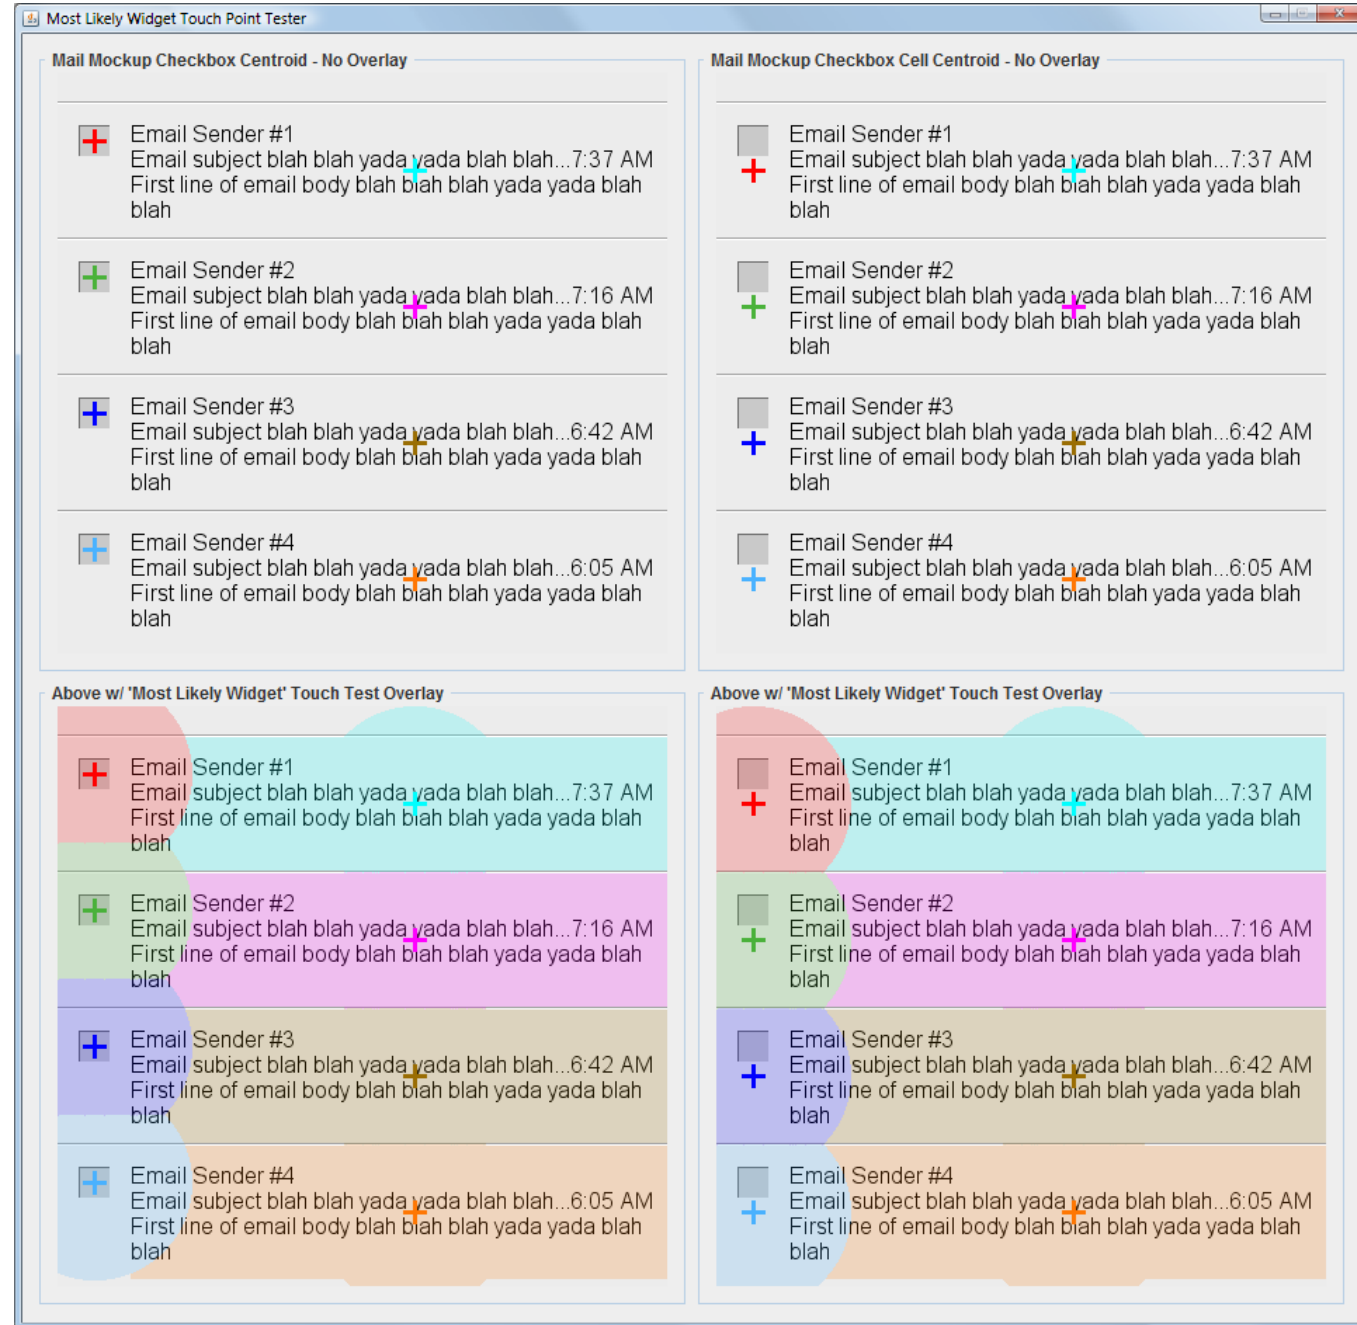 Most Likely Widget Touch Point Tester
Mail Mockup Checkbox Centroid - No Overlay
Email Sender #1
Email subject blah blah yada yada blah blah...7:37 AM
First line of email body blah blah blah yada yada blah
blah
Email Sender #2
Email subject blah blah yada yada blah blah...7:16 AM
First line of email body blah blah blah yada yada blah
blah
Email Sender #3
Email subject blah blah yada yada blah blah...6:42 AM
First line of email body blah blah blah yada yada blah
blah
Email Sender #4
Email subject blah blah yada yada blah blah...6:05 AM
First line of email body blah blah blah yada yada blah
blah
Mail Mockup Checkbox Cell Centroid - No Overlay
Email Sender #1
Email subject blah blah yada yada blah blah...7:37 AM
First line of email body blah blah blah yada yada blah
blah
Email Sender #2
Email subject blah blah yada yada blah blah...7:16 AM
First line of email body blah blah blah yada yada blah
blah
Email Sender #3
Email subject blah blah yada yada blah blah...6:42 AM
First line of email body blah blah blah yada yada blah
blah
Email Sender #4
Email subject blah blah yada yada blah blah...6:05 AM
First line of email body blah blah blah yada yada blah
blah
Above w/ 'Most Likely Widget' Touch Test Overlay
Email Sender #1
Email subject blah blah yada yada blah blah...7:37 AM
First line of email body blah blah blah yada yada blah
blah
Email Sender #2
Email subject blah blah yada yada blah blah...7:16 AM
First line of email body blah blah blah yada yada blah
blah
Email Sender #3
Email subject blah blah yada yada blah blah...6:42 AM
First line of email body blah blah blah yada yada blah
blah
Email Sender #4
Email subject blah blah yada yada blah blah...6:05 AM
First line of email body blah blah blah yada yada blah
blah
Above w/ 'Most Likely Widget' Touch Test Overlay
Email Sender #1
Email subject blah blah yada yada blah blah...7:37 AM
First line of email body blah blah blah yada yada blah
blah
Email Sender #2
Email subject blah blah yada yada blah blah...7:16 AM
First line of email body blah blah blah yada yada blah
blah
Email Sender #3
Email subject blah blah yada yada blah blah...6:42 AM
First line of email body blah blah blah yada yada blah
blah
Email Sender #4
Email subject blah blah yada yada blah blah...6:05 AM
First line of email body blah blah blah yada yada blah
blah